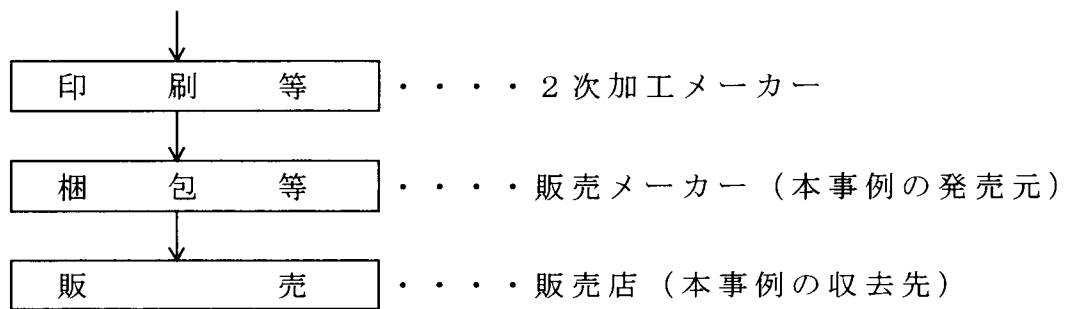 印刷等・・・・2次加工メーカー
梱包等・・・・販売メーカー（本事例の発売元）
販売・・・・販売店（本事例の収去先）